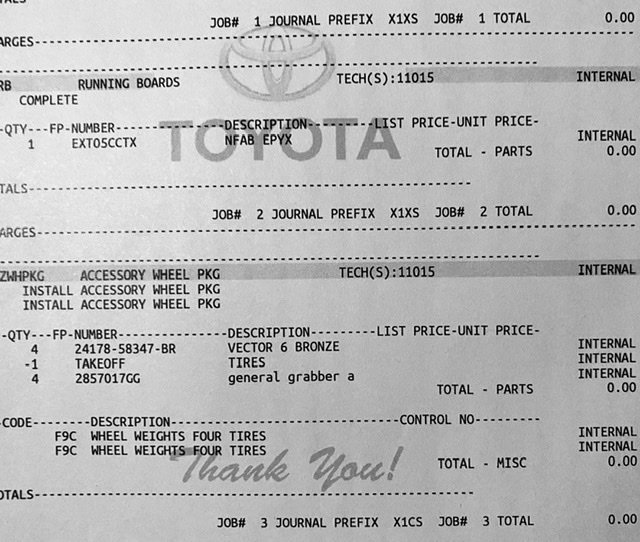 TALS
JOB# 1 JOURNAL PREFIX X1XS JOB# 1 TOTAL 0.00
ARGES------------------------------------------------------------
------------------------------------------------------------
RB RUNNING BOARDS TECH(S):11015 INTERNAL
COMPLETE
-QTY---FP-NUMBER---------------DESCRIPTION----------LIST PRICE-UNIT PRICE-
1 EXT05CCTX NFAB EPYX INTERNAL
TOYOTA
TOTAL - PARTS 0.00
TALS------------------------------------------------------------
JOB# 2 JOURNAL PREFIX X1XS JOB# 2 TOTAL 0.00
ARGES------------------------------------------------------------
------------------------------------------------------------
ZWHPKG ACCESSORY WHEEL PKG TECH(S):11015 INTERNAL
INSTALL ACCESSORY WHEEL PKG
INSTALL ACCESSORY WHEEL PKG
-QTY---FP-NUMBER---------------DESCRIPTION---------LIST PRICE-UNIT PRICE-
4 24178-58347-BR VECTOR 6 BRONZE INTERNAL
-1 TAKEOFF TIRES INTERNAL
4 2857017GG general grabber a INTERNAL
TOTAL - PARTS 0.00
-CODE--------DESCRIPTION------------------------------CONTROL NO---------
F9C WHEEL WEIGHTS FOUR TIRES INTERNAL
F9C WHEEL WEIGHTS FOUR TIRES INTERNAL
Thank You!
TOTAL - MISC 0.00
OTALS------------------------------------------------------------
JOB# 3 JOURNAL PREFIX X1CS JOB# 3 TOTAL 0.00